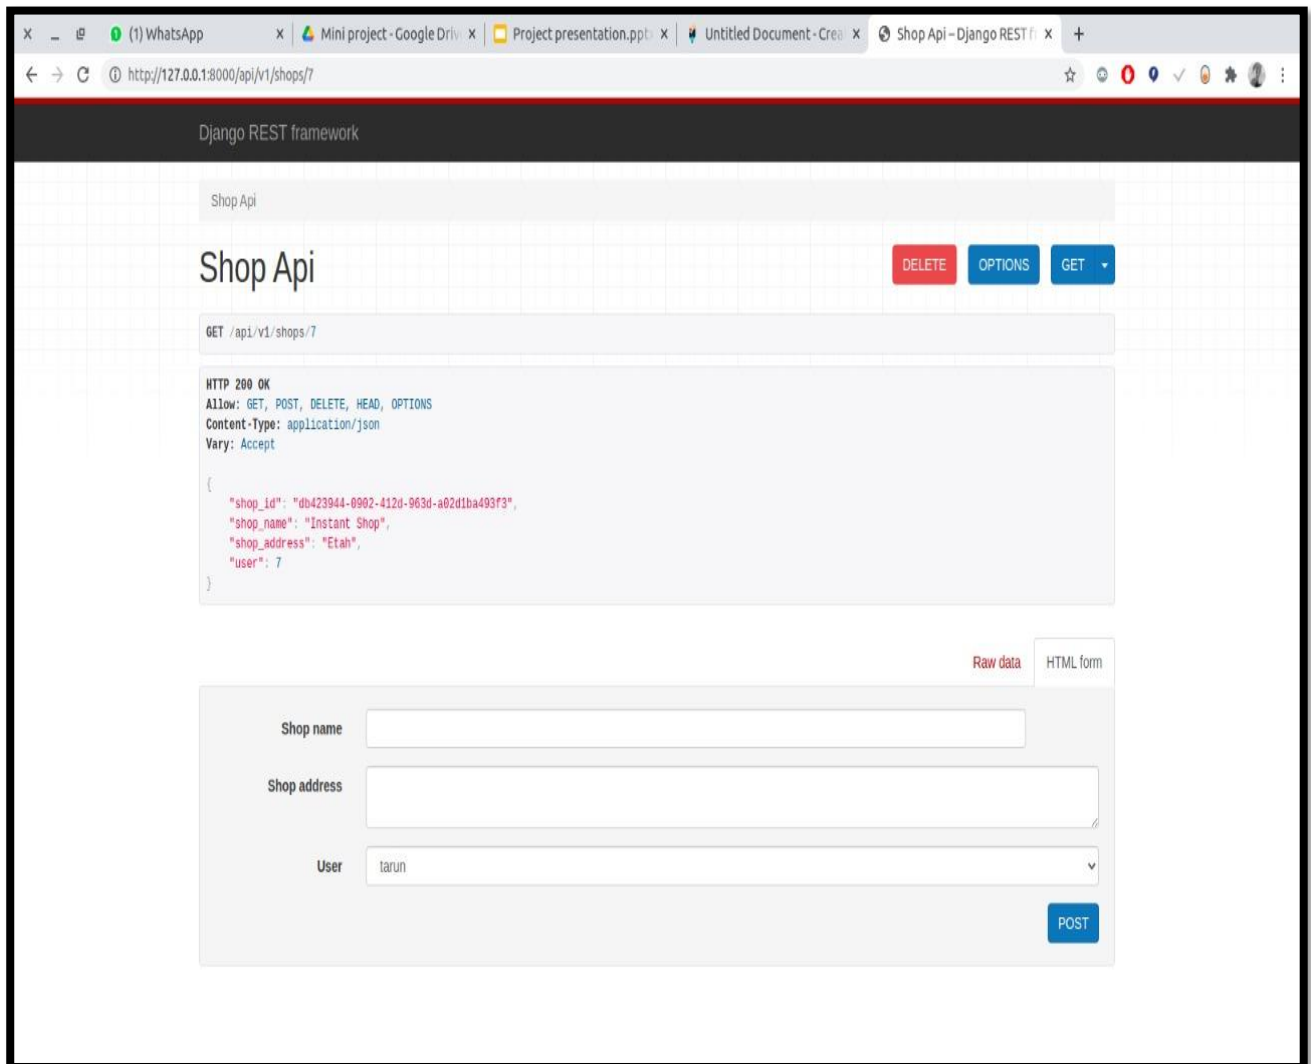 (1) WhatsApp
Mini project - Google Driv
Project presentation.ppt
Untitled Document - Crea
Shop Api – Django REST f
http://127.0.0.1:8000/api/v1/shops/7
Django REST framework
Shop Api
Shop Api
DELETE
OPTIONS
GET
GET /api/v1/shops/7
HTTP 200 OK
Allow: GET, POST, DELETE, HEAD, OPTIONS
Content-Type: application/json
Vary: Accept
{
"shop_id": "db423944-0902-412d-963d-a02d1ba493f3",
"shop_name": "Instant Shop",
"shop_address": "Etah",
"user": 7
}
Raw data
HTML form
Shop name
Shop address
User
tarun
POST